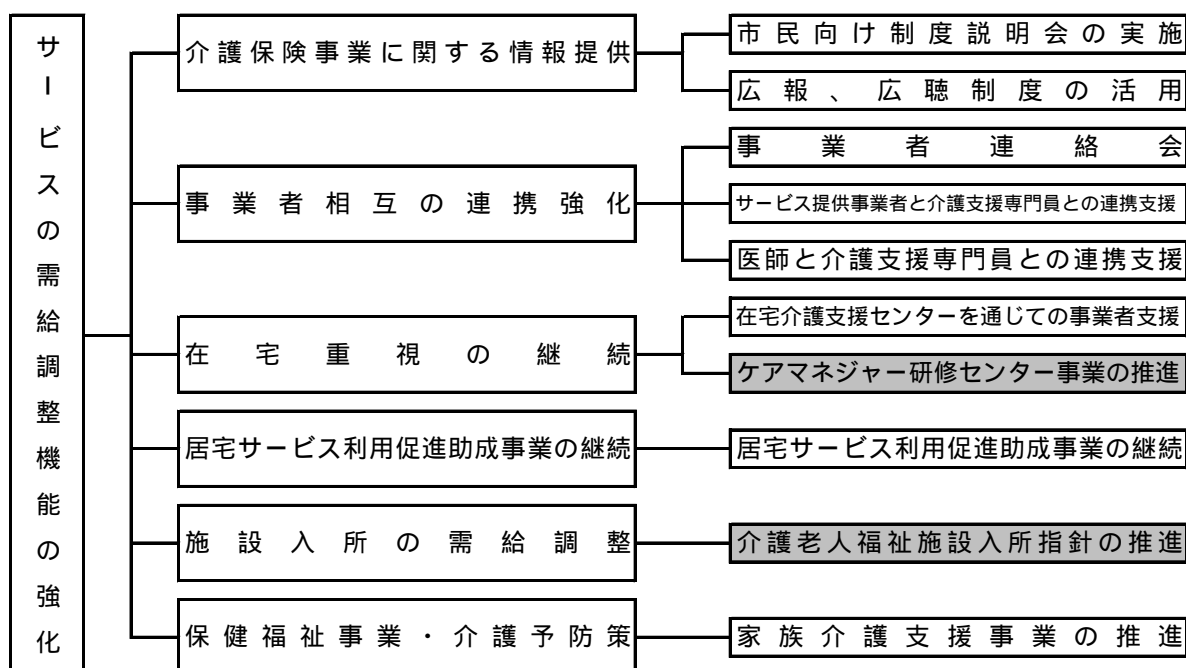 サービスの需給調整機能の強化
介護保険事業に関する情報提供
市民向け制度説明会の実施
広報、広聴制度の活用
事業者相互の連携強化
事業者連絡会
サービス提供事業者と介護支援専門員との連携支援
医師と介護支援専門員との連携支援
在宅重視の継続
在宅介護支援センターを通じての事業者支援
ケアマネジャー研修センター事業の推進
居宅サービス利用促進助成事業の継続
居宅サービス利用促進助成事業の継続
施設入所の需給調整
介護老人福祉施設入所指針の推進
保健福祉事業・介護予防策
家族介護支援事業の推進